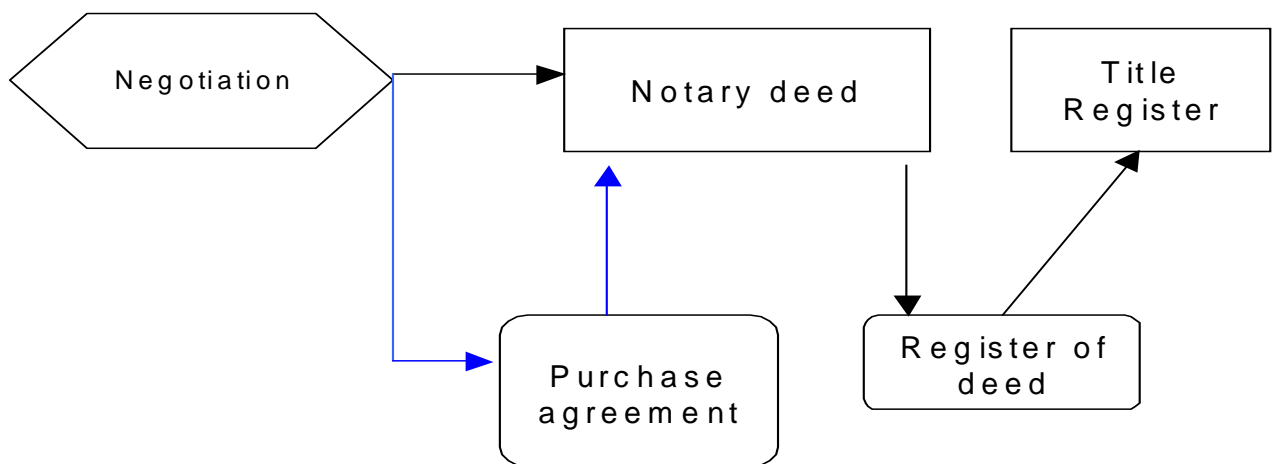 Negotiation
Notary deed
Title
Register
Purchase
agreement
Register of
deed